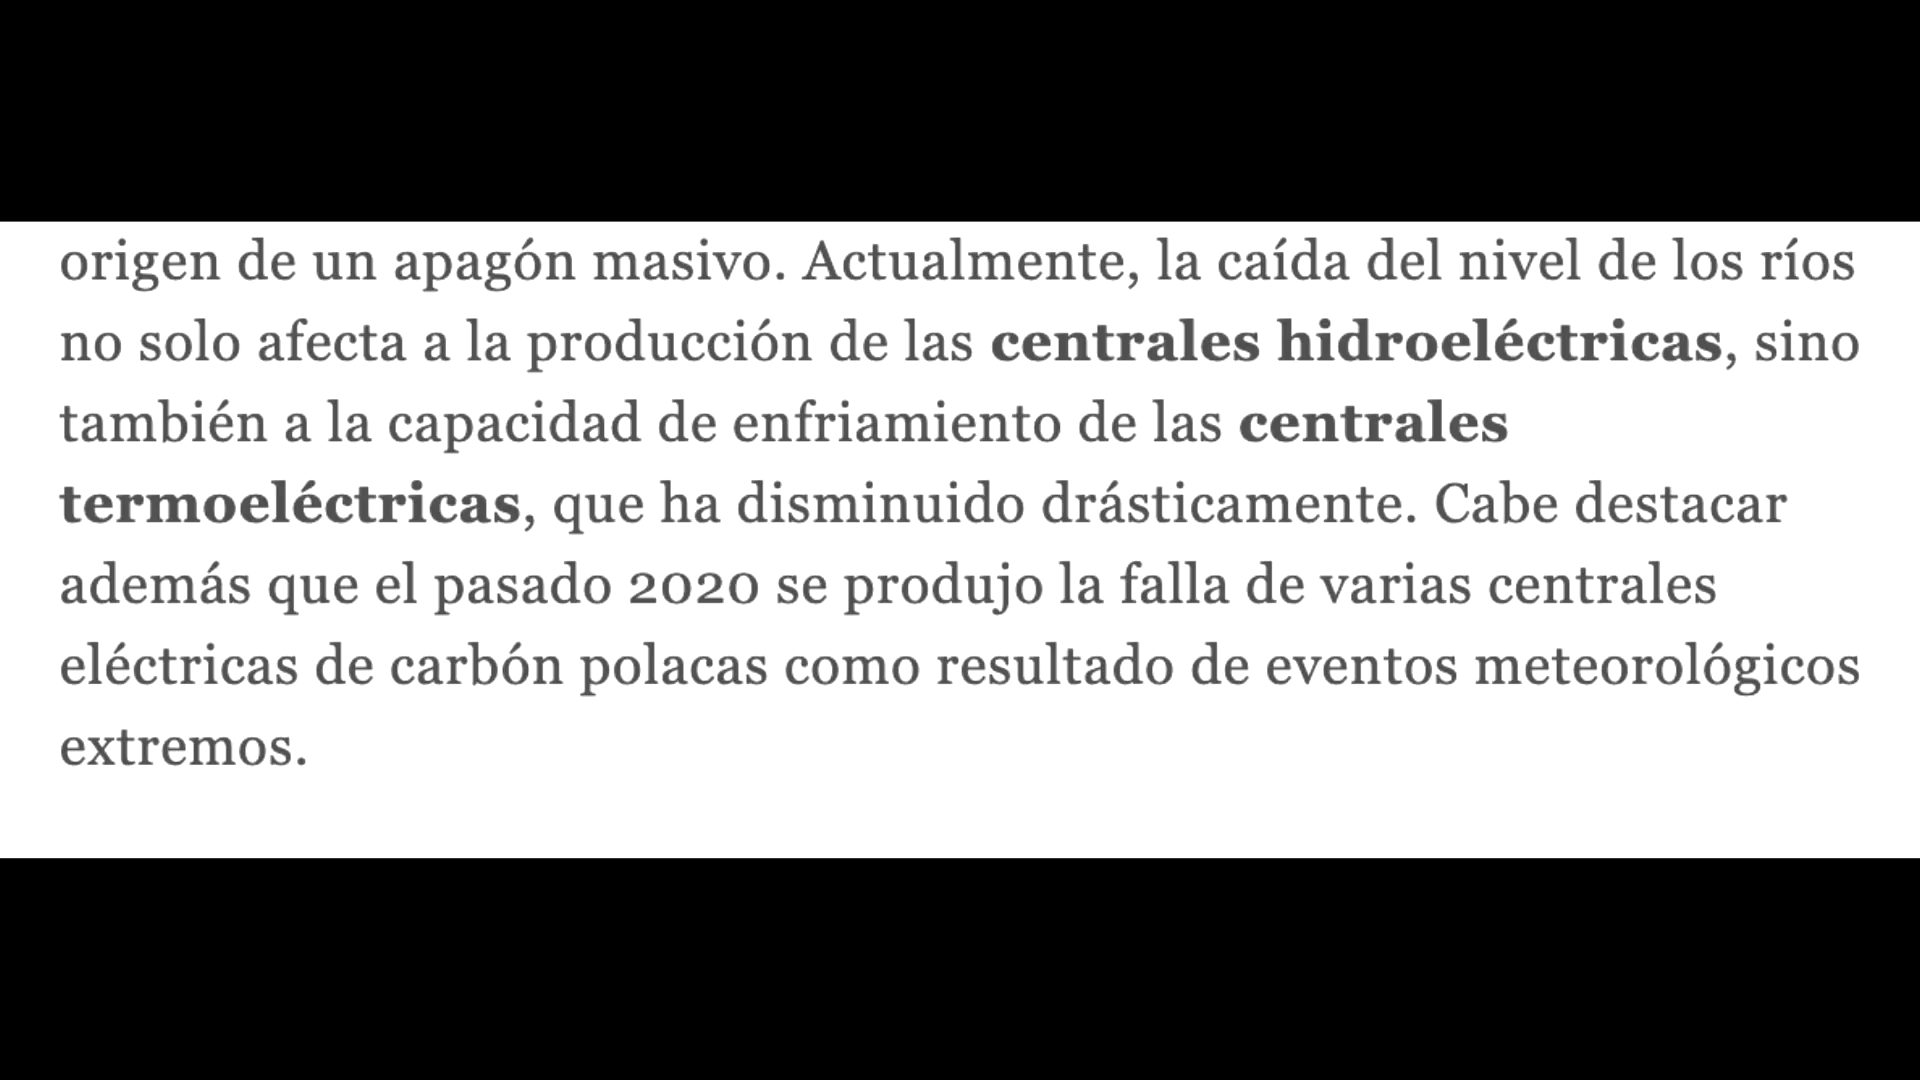 origen de un apagón masivo. Actualmente, la caída del nivel de los ríos
no solo afecta a la producción de las centrales hidroeléctricas, sino
también a la capacidad de enfriamiento de las centrales
termoeléctricas, que ha disminuido drásticamente. Cabe destacar
además que el pasado 2020 se produjo la falla de varias centrales
eléctricas de carbón polacas como resultado de eventos meteorológicos
extremos.